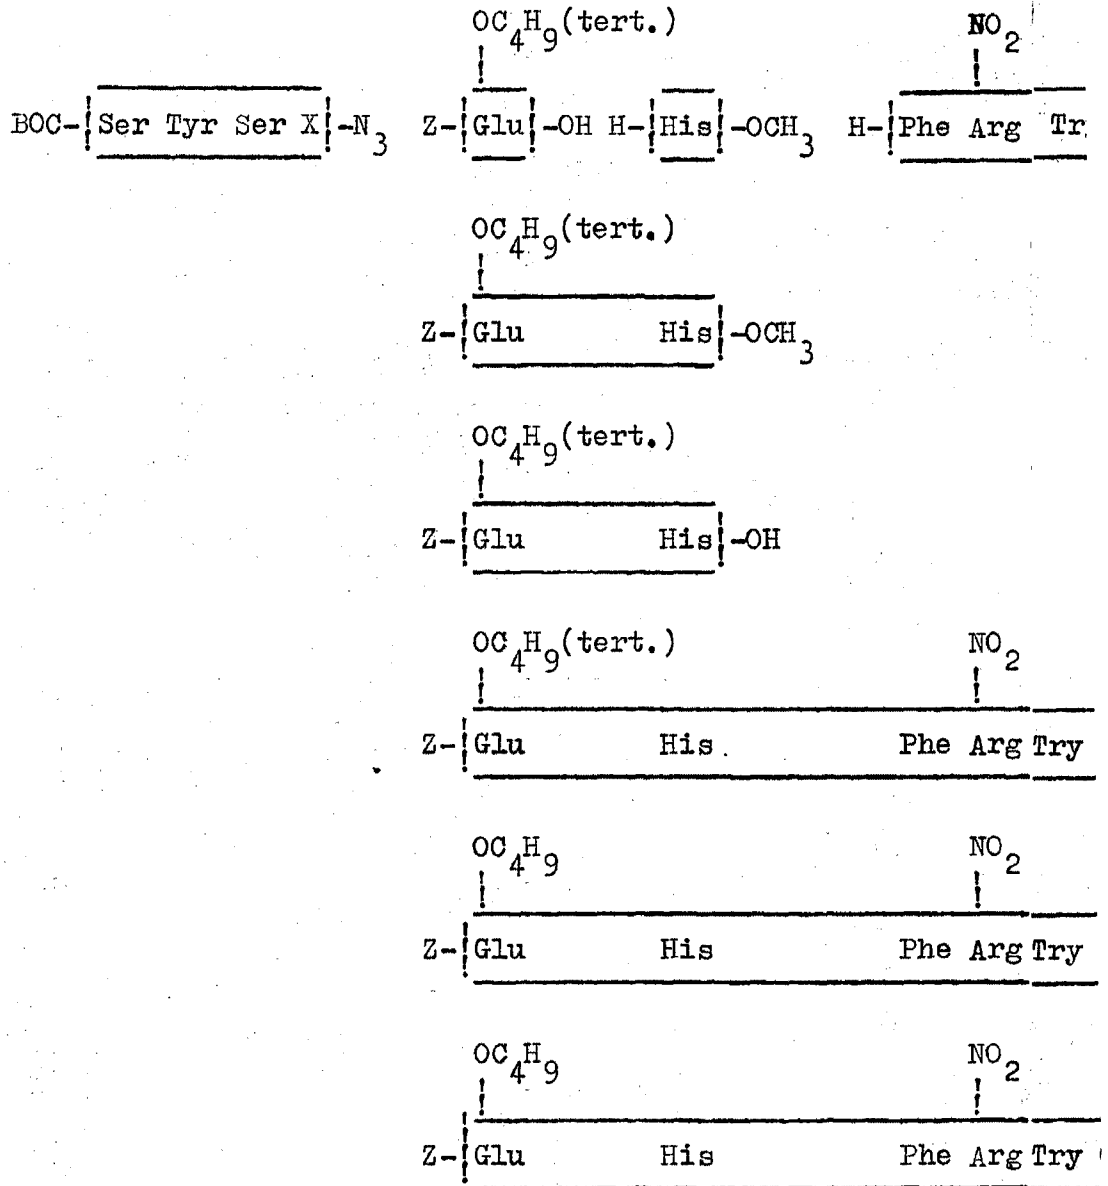 OC4H9(tert.) NO2
BOC- Ser Tyr Ser X -N3 Z- Glu -OH H- His -OCH3 H- Phe Arg
OC4H9(tert.)
Z- Glu His -OCH3
OC4H9(tert.)
Z- Glu His -OH
OC4H9(tert.) NO2
Z- Glu His Phe Arg Try
OC4H9 NO2
Z- Glu His Phe Arg Try
OC4H9 NO2
Z- Glu His Phe Arg Try